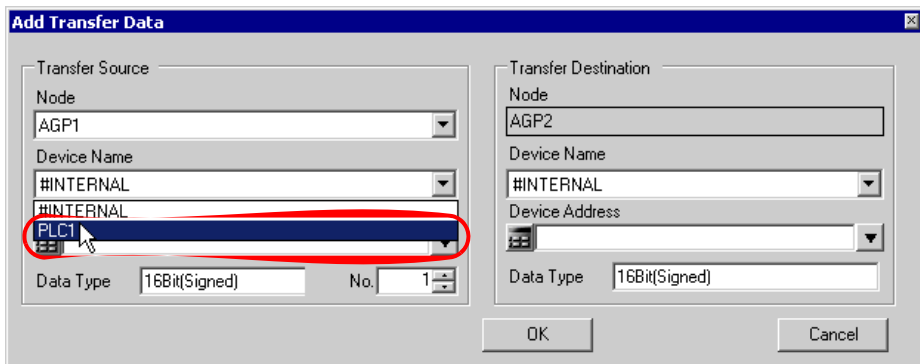 Add Transfer Data
Transfer Source
Node
AGP1
Device Name
#INTERNAL
#INTERNAL
PLC1
Data Type 16Bit(Signed) No. 1
Transfer Destination
Node
AGP2
Device Name
#INTERNAL
Device Address
Data Type 16Bit(Signed)
OK Cancel